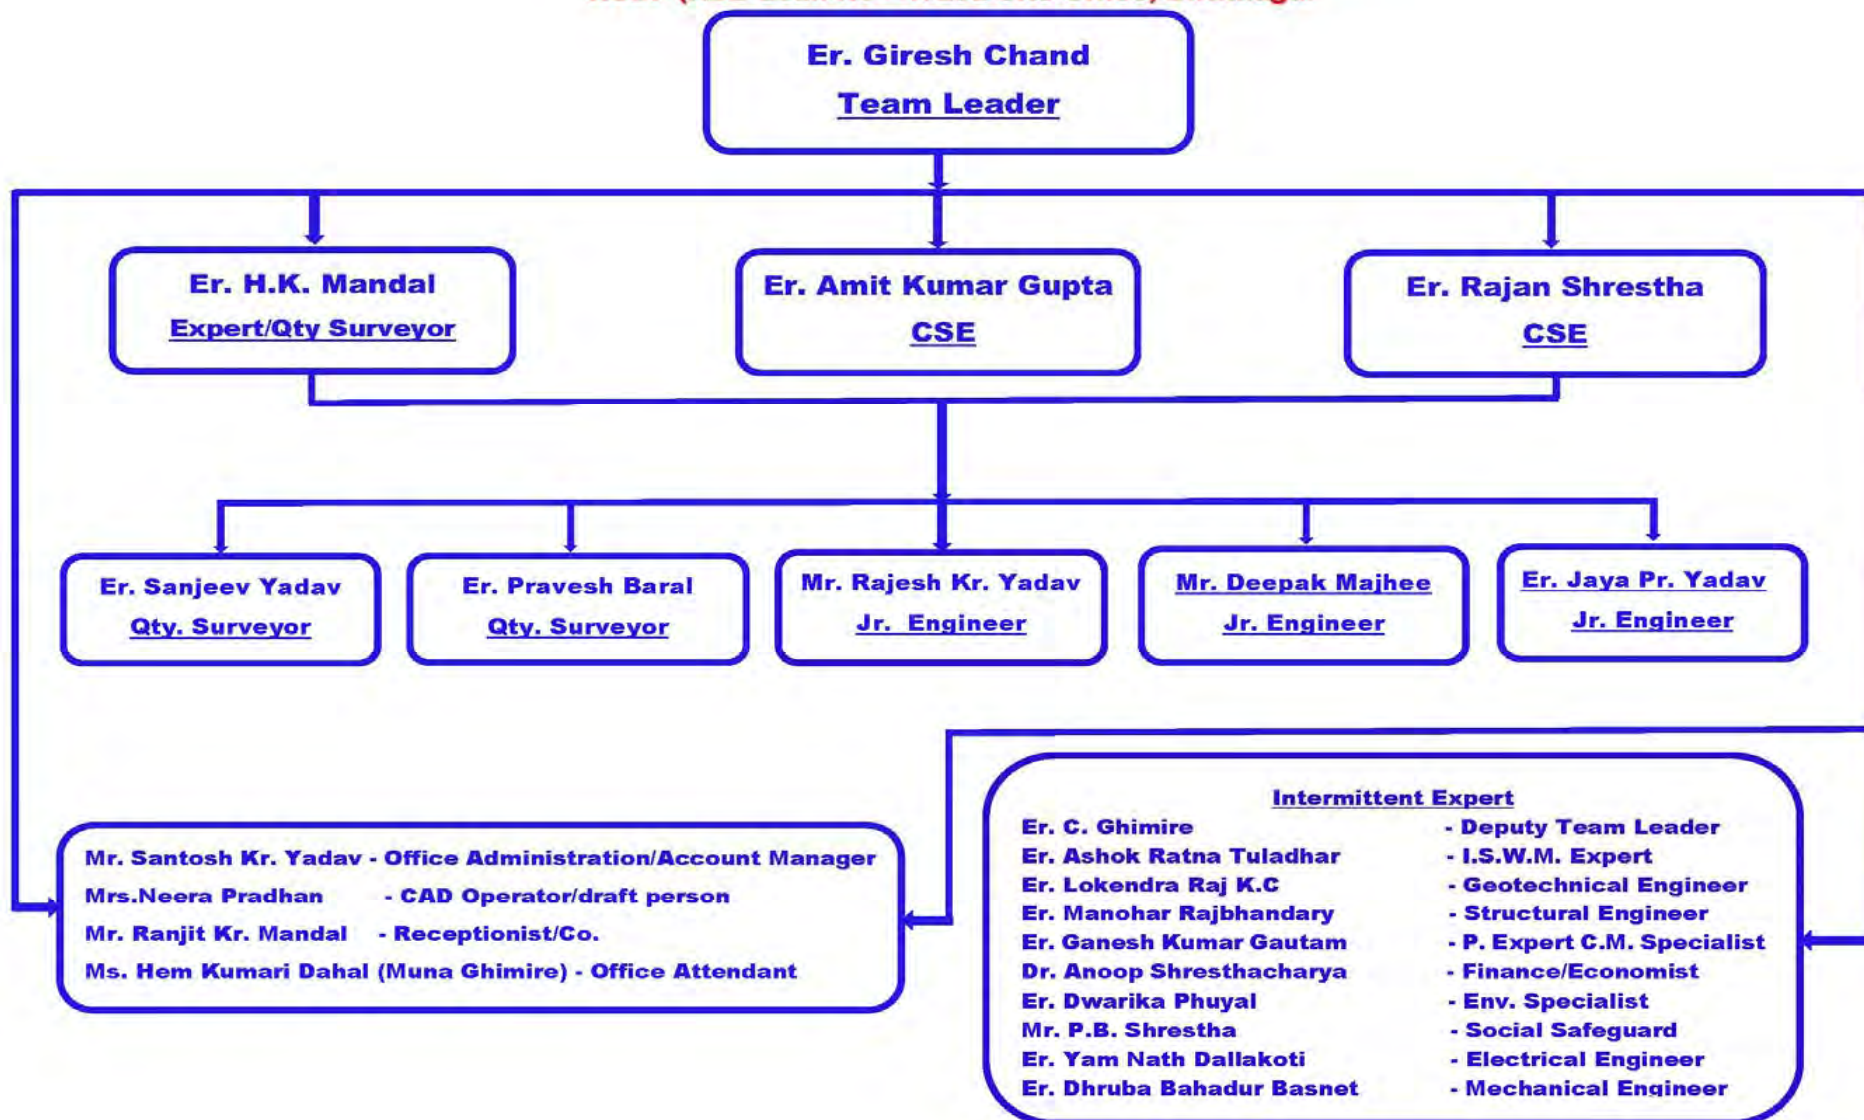 Er. Giresh Chand
Team Leader
Er. H.K. Mandal
Expert/Qty Surveyor
Er. Amit Kumar Gupta
CSE
Er. Rajan Shrestha
CSE
Er. Sanjeev Yadav
Qty. Surveyor
Er. Pravesh Baral
Qty. Surveyor
Mr. Rajesh Kr. Yadav
Jr. Engineer
Mr. Deepak Majhee
Jr. Engineer
Er. Jaya Pr. Yadav
Jr. Engineer
Mr. Santosh Kr. Yadav - Office Administration/Account Manager
Mrs.Neera Pradhan - CAD Operator/draft person
Mr. Ranjit Kr. Mandal - Receptionist/Co.
Ms. Hem Kumari Dahal (Muna Ghimire) - Office Attendant
Intermittent Expert
Er. C. Ghimire - Deputy Team Leader
Er. Ashok Ratna Tuladhar - I.S.W.M. Expert
Er. Lokendra Raj K.C - Geotechnical Engineer
Er. Manohar Rajbhandary - Structural Engineer
Er. Ganesh Kumar Gautam - P. Expert C.M. Specialist
Dr. Anoop Shresthacharya - Finance/Economist
Er. Dwarika Phuyal - Env. Specialist
Mr. P.B. Shrestha - Social Safeguard
Er. Yam Nath Dallakoti - Electrical Engineer
Er. Dhruba Bahadur Basnet - Mechanical Engineer